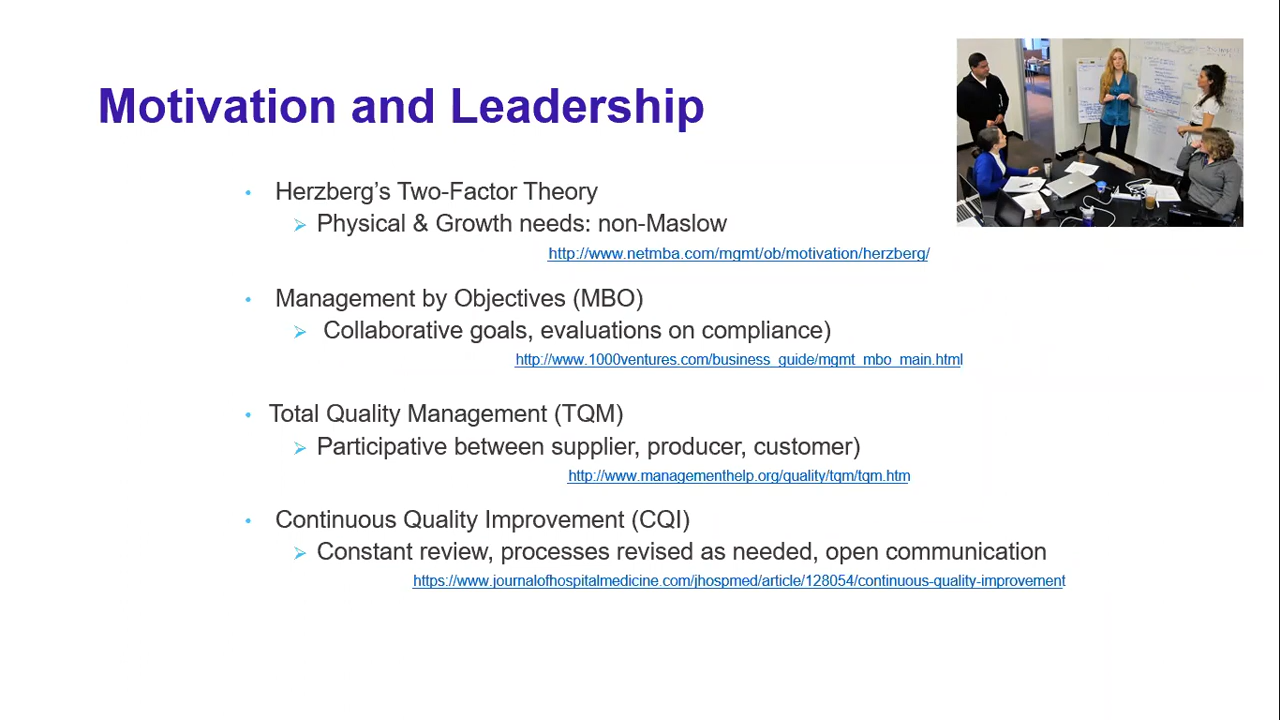 Motivation and Leadership
• Herzberg's Two-Factor Theory
➢ Physical & Growth needs: non-Maslow
http://www.netmba.com/mgmt/ob/motivation/herzberg/
• Management by Objectives (MBO)
➢ Collaborative goals, evaluations on compliance)
http://www.1000ventures.com/business_guide/mgmt_mbo_main.html
• Total Quality Management (TQM)
➢ Participative between supplier, producer, customer)
http://www.managementhelp.org/quality/tqm/tqm.htm
• Continuous Quality Improvement (CQI)
➢ Constant review, processes revised as needed, open communication
https://www.journalofhospitalmedicine.com/jhospmed/article/128054/continuous-quality-improvement